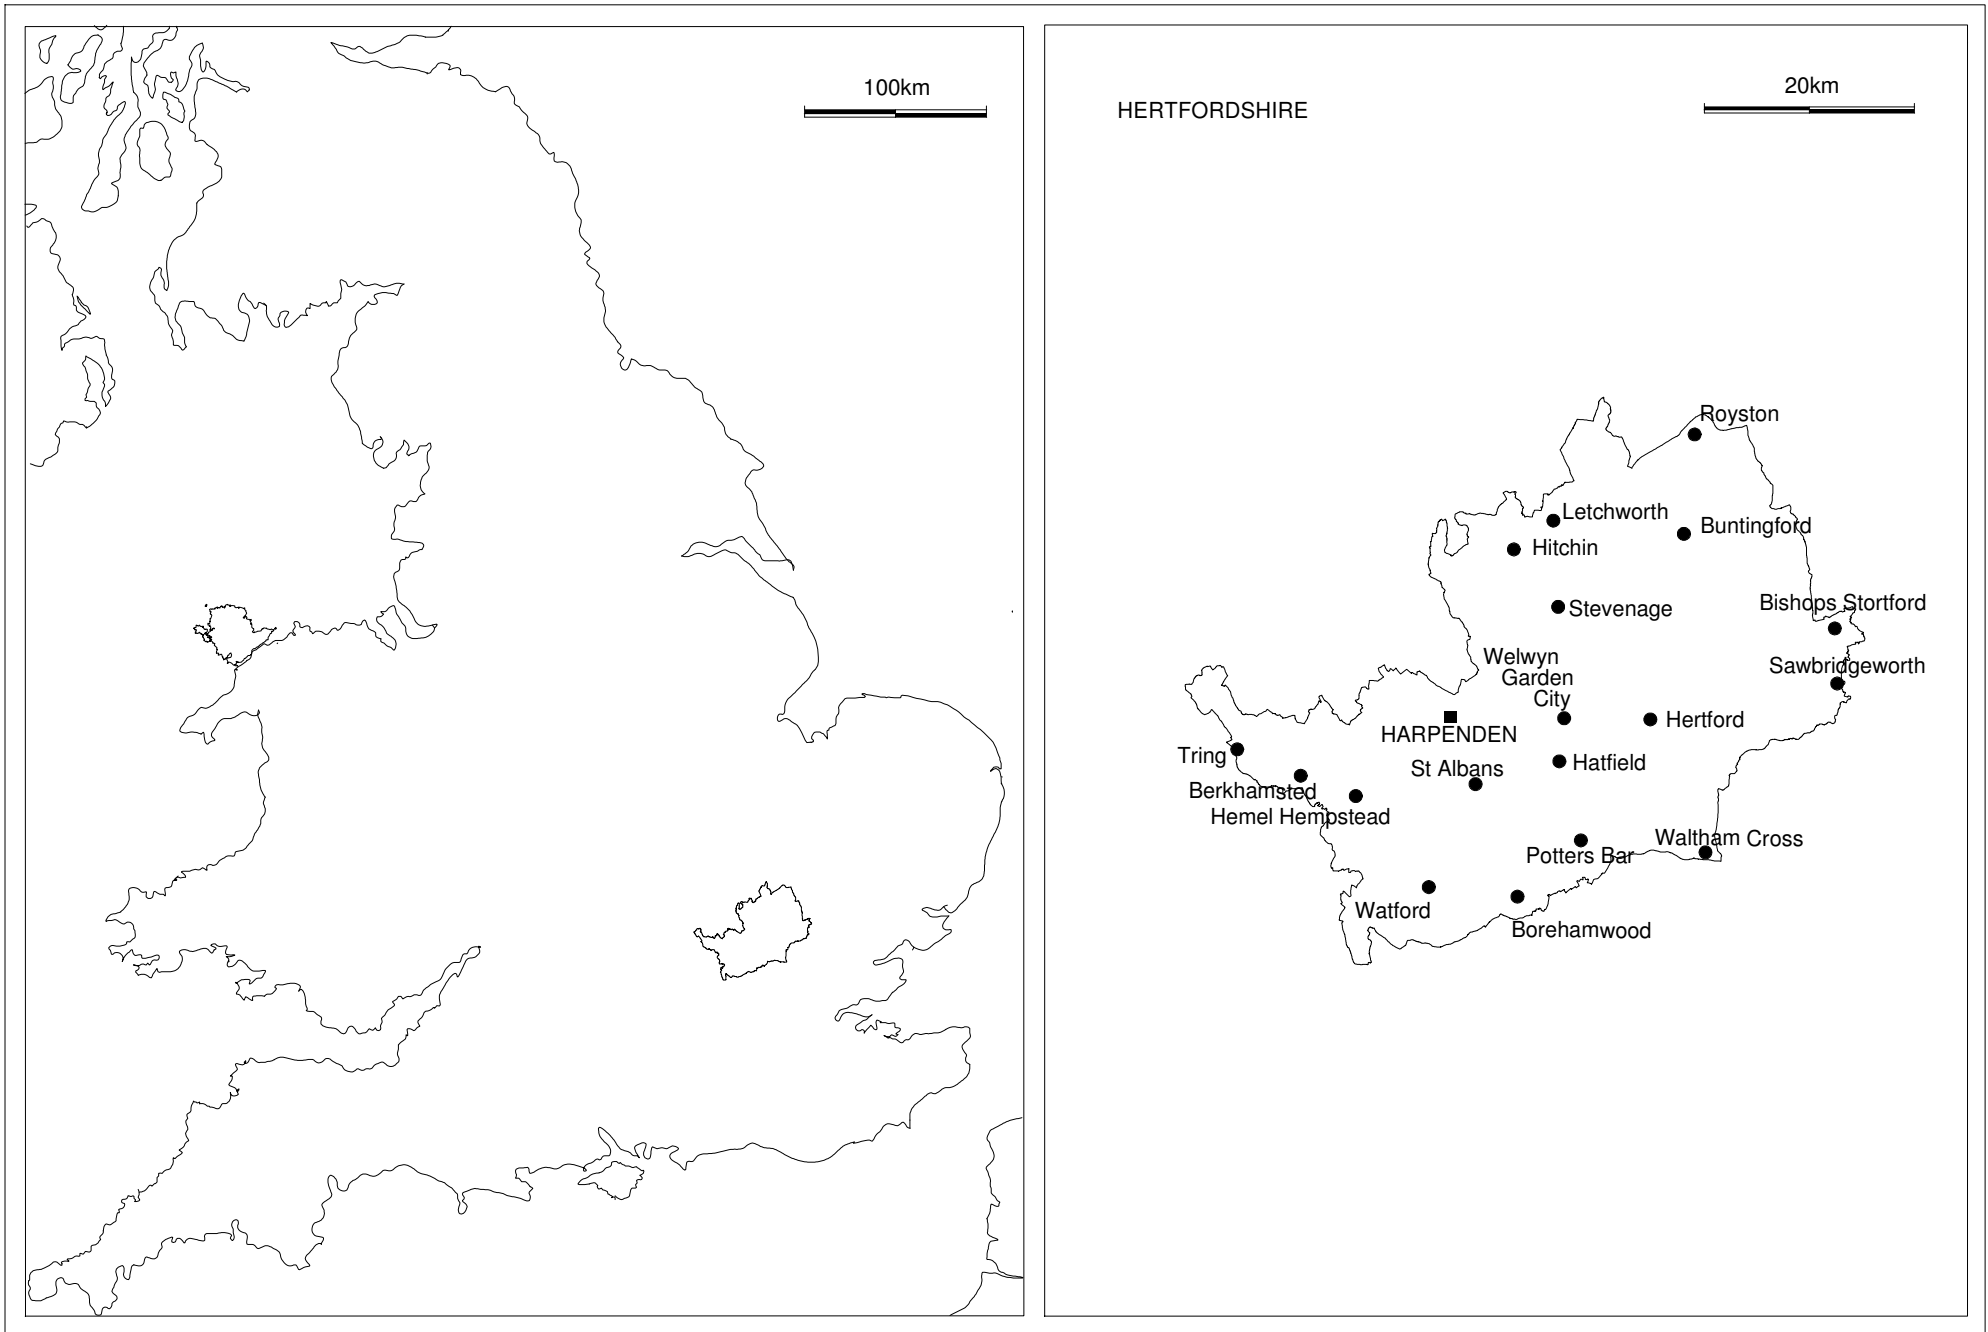 100km
HERTFORDSHIRE
20km
Royston
Letchworth
Buntingford
Hitchin
Stevenage
Bishops Stortford
Welwyn
Garden
City
Sawbridgeworth
Hertford
HARPENDEN
Tring
St Albans
Hatfield
Berkhamsted
Hemel Hempstead
Waltham Cross
Potters Bar
Watford
Borehamwood